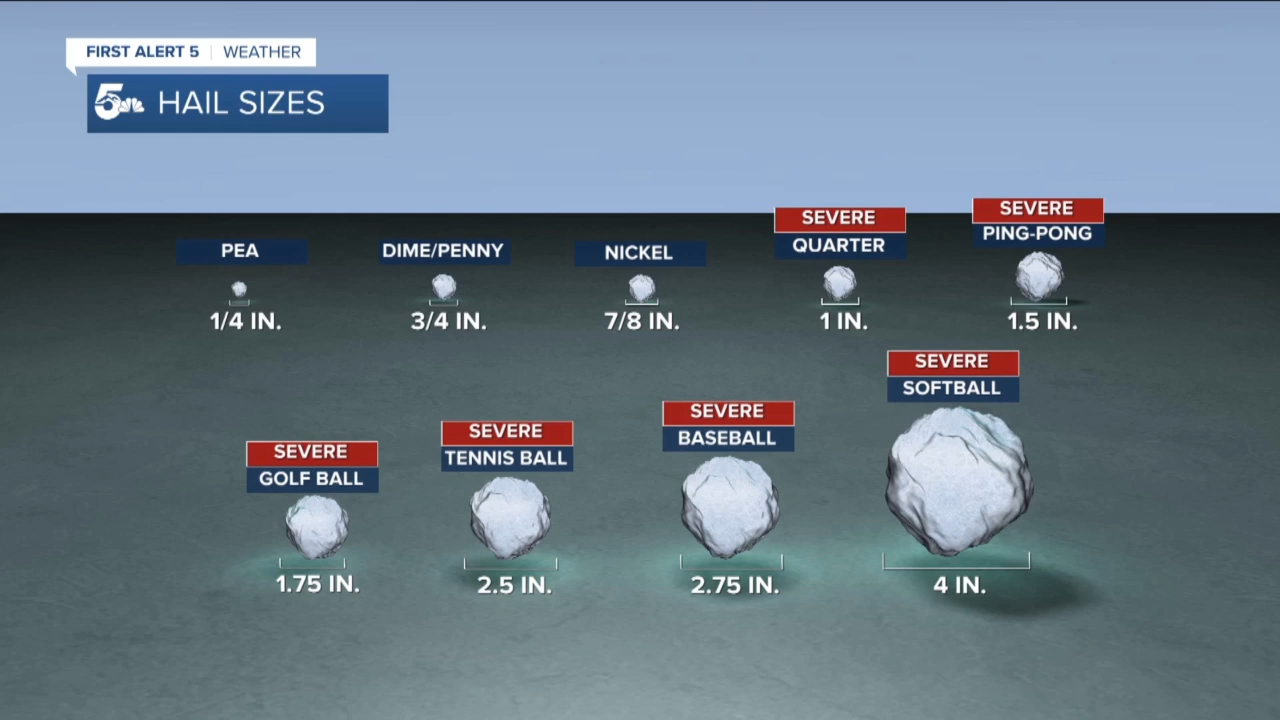 FIRST ALERT 5 | WEATHER
5 HAIL SIZES
PEA
1/4 IN.
DIME/PENNY
3/4 IN.
NICKEL
7/8 IN.
SEVERE
QUARTER
1 IN.
SEVERE
PING-PONG
1.5 IN.
SEVERE
GOLF BALL
1.75 IN.
SEVERE
TENNIS BALL
2.5 IN.
SEVERE
BASEBALL
2.75 IN.
SEVERE
SOFTBALL
4 IN.